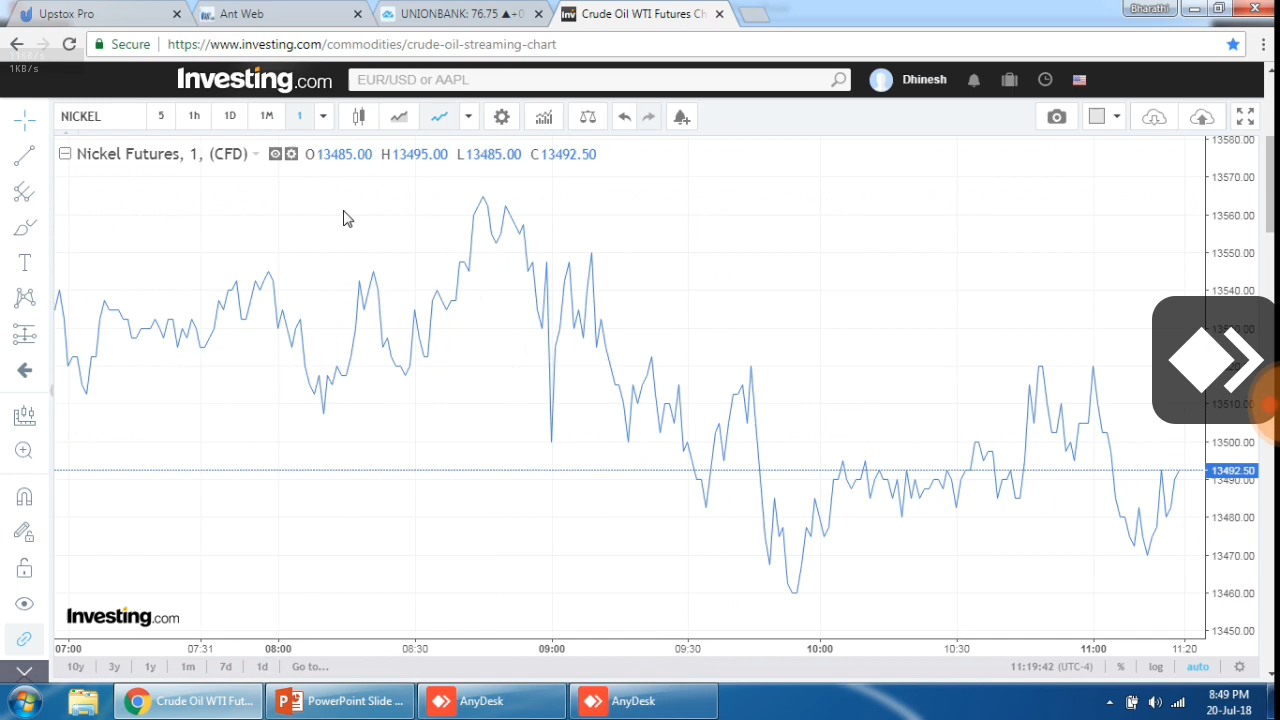 Upstox Pro
Ant Web
UNIONBANK: 76.75 ▲+0
Crude Oil WTI Futures Ch
Bharathi
Secure
https://www.investing.com/commodities/crude-oil-streaming-chart
1KB/s
Investing.com
EUR/USD or AAPL
Dhinesh
NICKEL
5
1h
1D
1M
1
Nickel Futures, 1, (CFD)
O13485.00
H13495.00
L13485.00
C13492.50
13580.00
13570.00
13560.00
13550.00
13540.00
13510.00
13500.00
13492.50
13490.00
13480.00
13470.00
13460.00
13450.00
Investing.com
07:00
07:31
08:00
08:30
09:00
09:30
10:00
10:30
11:00
11:20
10y
3y
1y
1m
7d
1d
Go to...
11:19:42 (UTC-4)
%
log
auto
Crude Oil WTI Fut...
PowerPoint Slide ...
AnyDesk
AnyDesk
8:49 PM
20-Jul-18